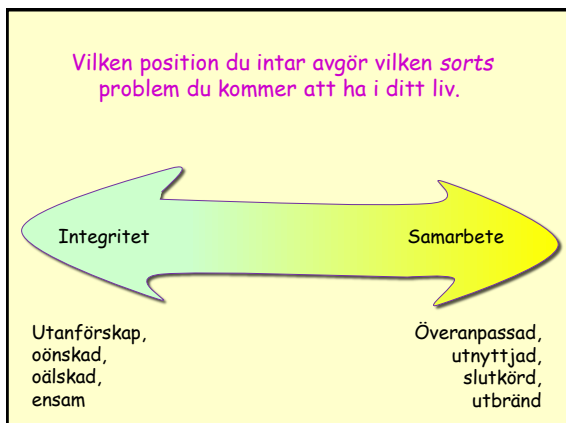 Vilken position du intar avgör vilken sorts
problem du kommer att ha i ditt liv.
Integritet
Samarbete
Utanförskap,
oönskad,
oälskad,
ensam
Överanpassad,
utnyttjad,
slutkörd,
utbränd